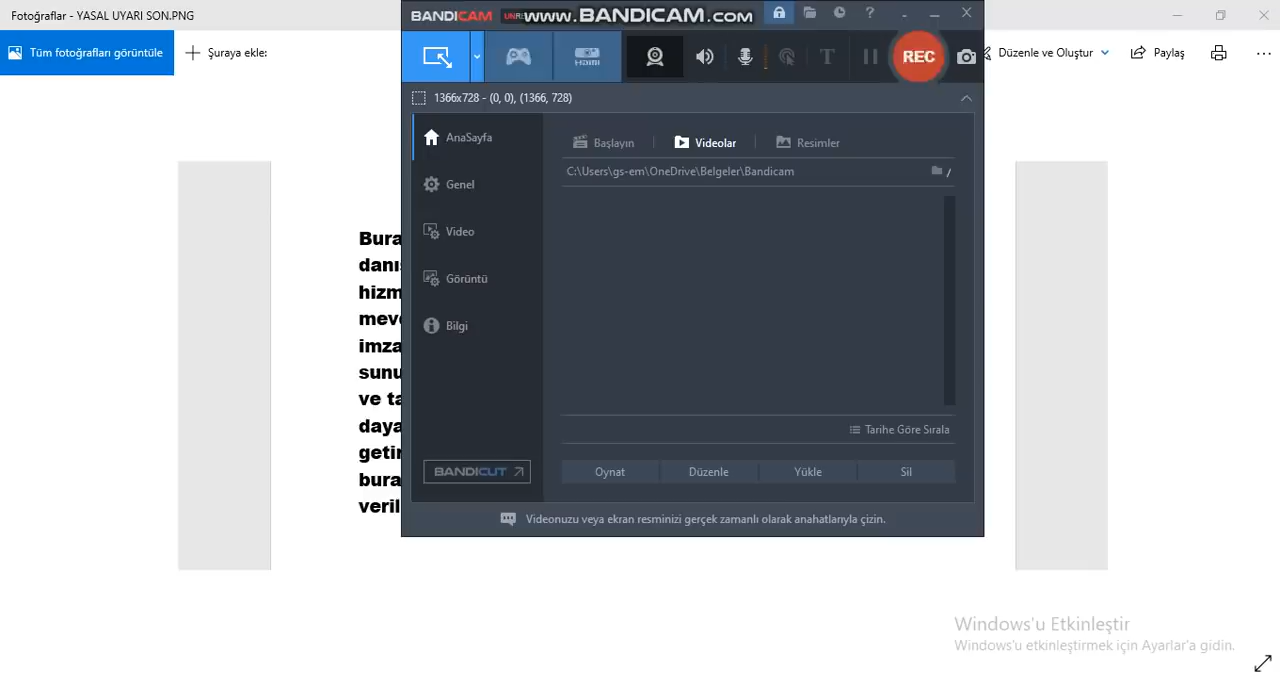 Fotoğraflar - YASAL UYARI SON.PNG
Tüm fotoğrafları görüntüle
Şuraya ekle:
Düzenle ve Oluştur
Paylaş
BANDICAM
www.BANDICAM.com
REC
1366x728 - (0, 0), (1366, 728)
AnaSayfa
Genel
Video
Görüntü
Bilgi
BANDICUT
Başlayın
Videolar
Resimler
C:\Users\gs-em\OneDrive\Belgeler\Bandicam
Tarihe Göre Sırala
Oynat
Düzenle
Yükle
Sil
Videonuzu veya ekran resminizi gerçek zamanlı olarak anahatlarıyla çizin.
Bura
hizm
imza
sunu
ve ta
daya
getir
bura
veril
Windows'u Etkinleştir
Windows'u etkinleştirmek için Ayarlar'a gidin.